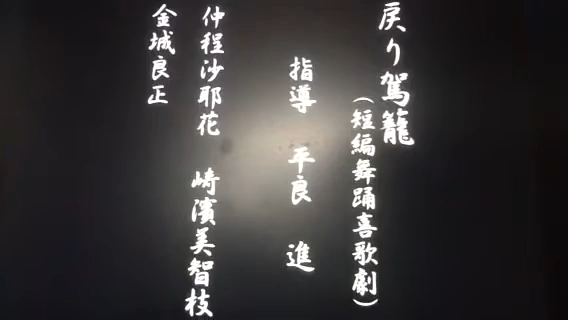 戻り駕籠
(短編舞踊喜歌劇)
指導 平良 進
仲程沙耶花 崎濱美智枝
金城良正